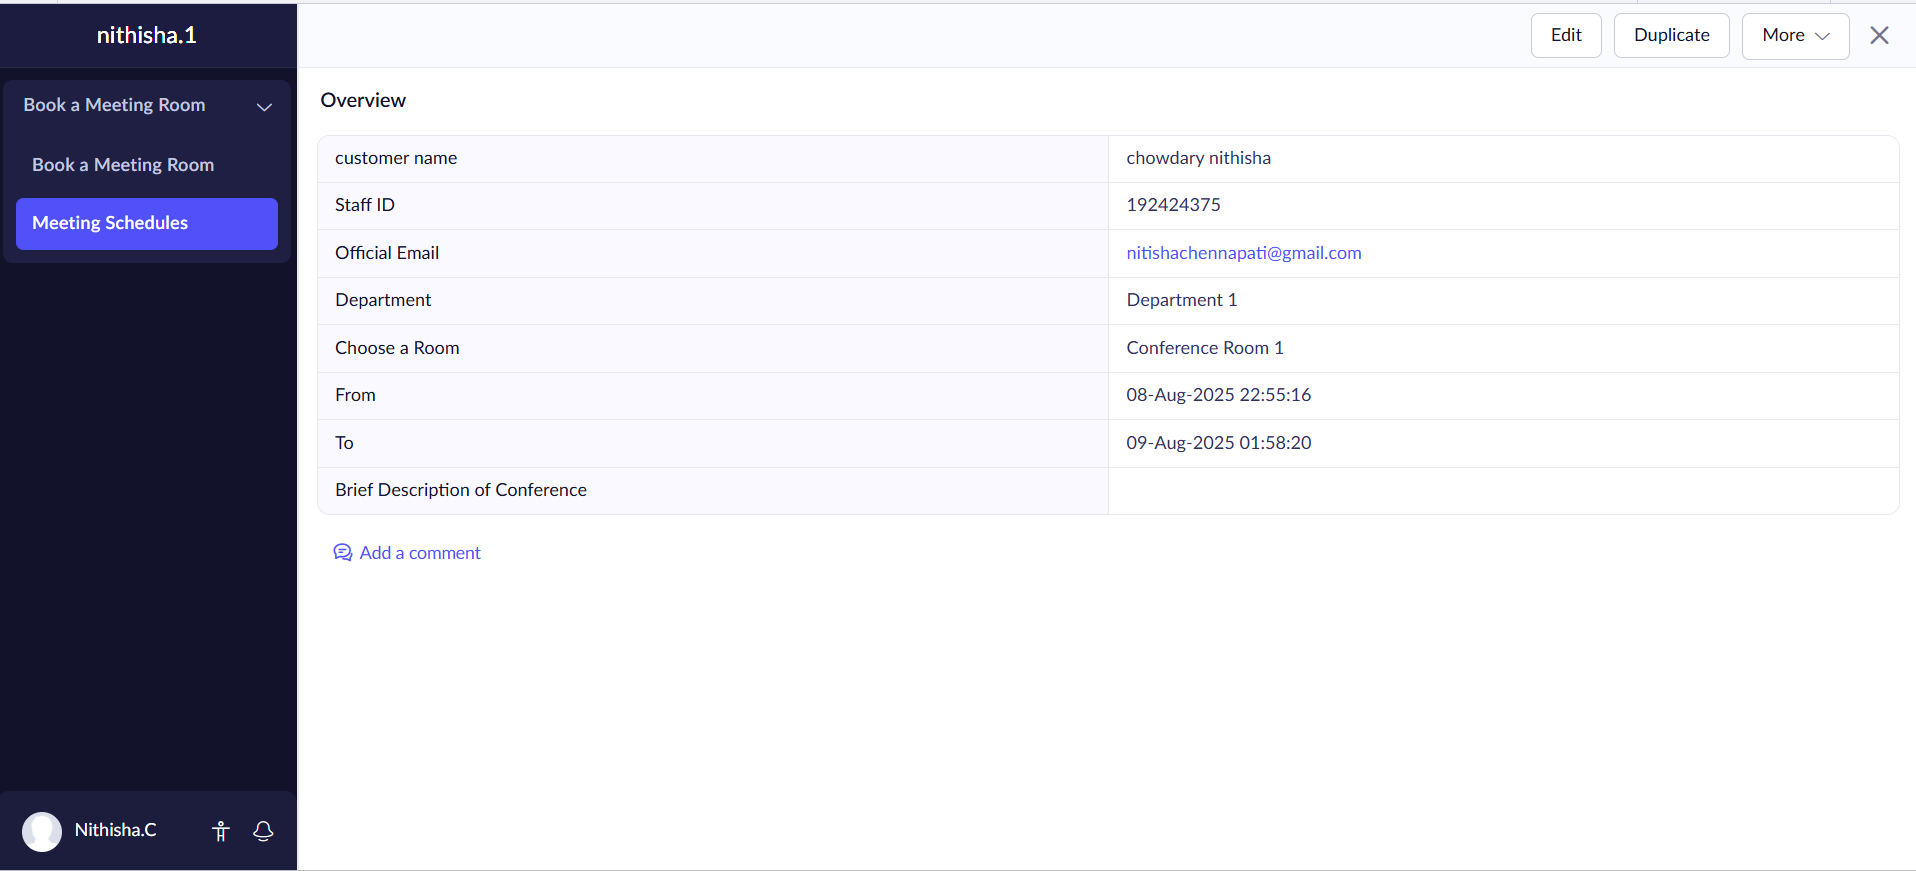 nithisha.1
Book a Meeting Room
Book a Meeting Room
Meeting Schedules
Nithisha.C
Edit Duplicate More
Overview
customer name chowdary nithisha
Staff ID 192424375
Official Email nitishachennapati@gmail.com
Department Department 1
Choose a Room Conference Room 1
From 08-Aug-2025 22:55:16
To 09-Aug-2025 01:58:20
Brief Description of Conference
Add a comment